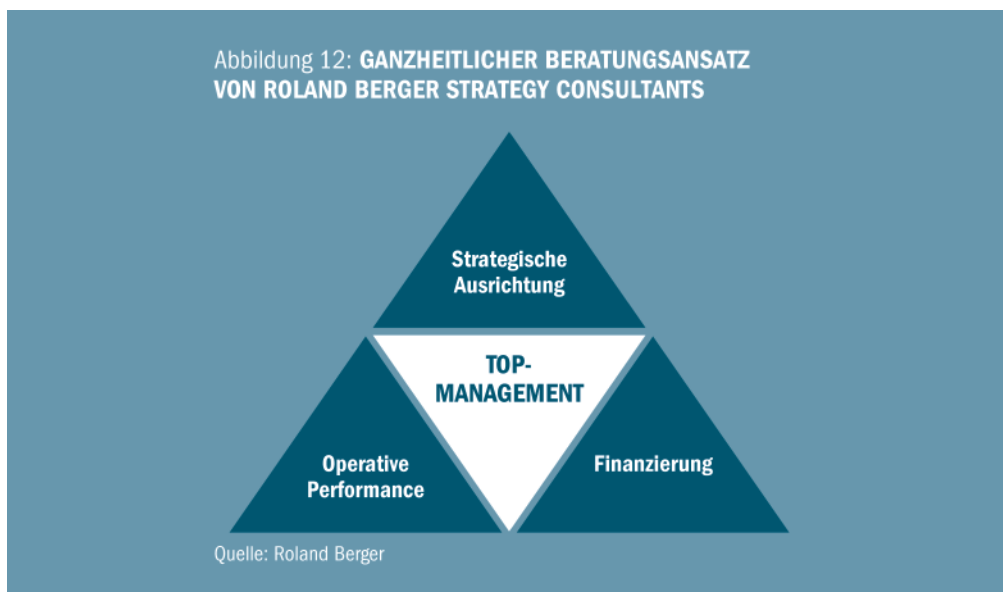 Abbildung 12: GANZHEITLICHER BERATUNGSANSATZ
VON ROLAND BERGER STRATEGY CONSULTANTS
Strategische
Ausrichtung
TOP-
MANAGEMENT
Operative
Performance
Finanzierung
Quelle: Roland Berger